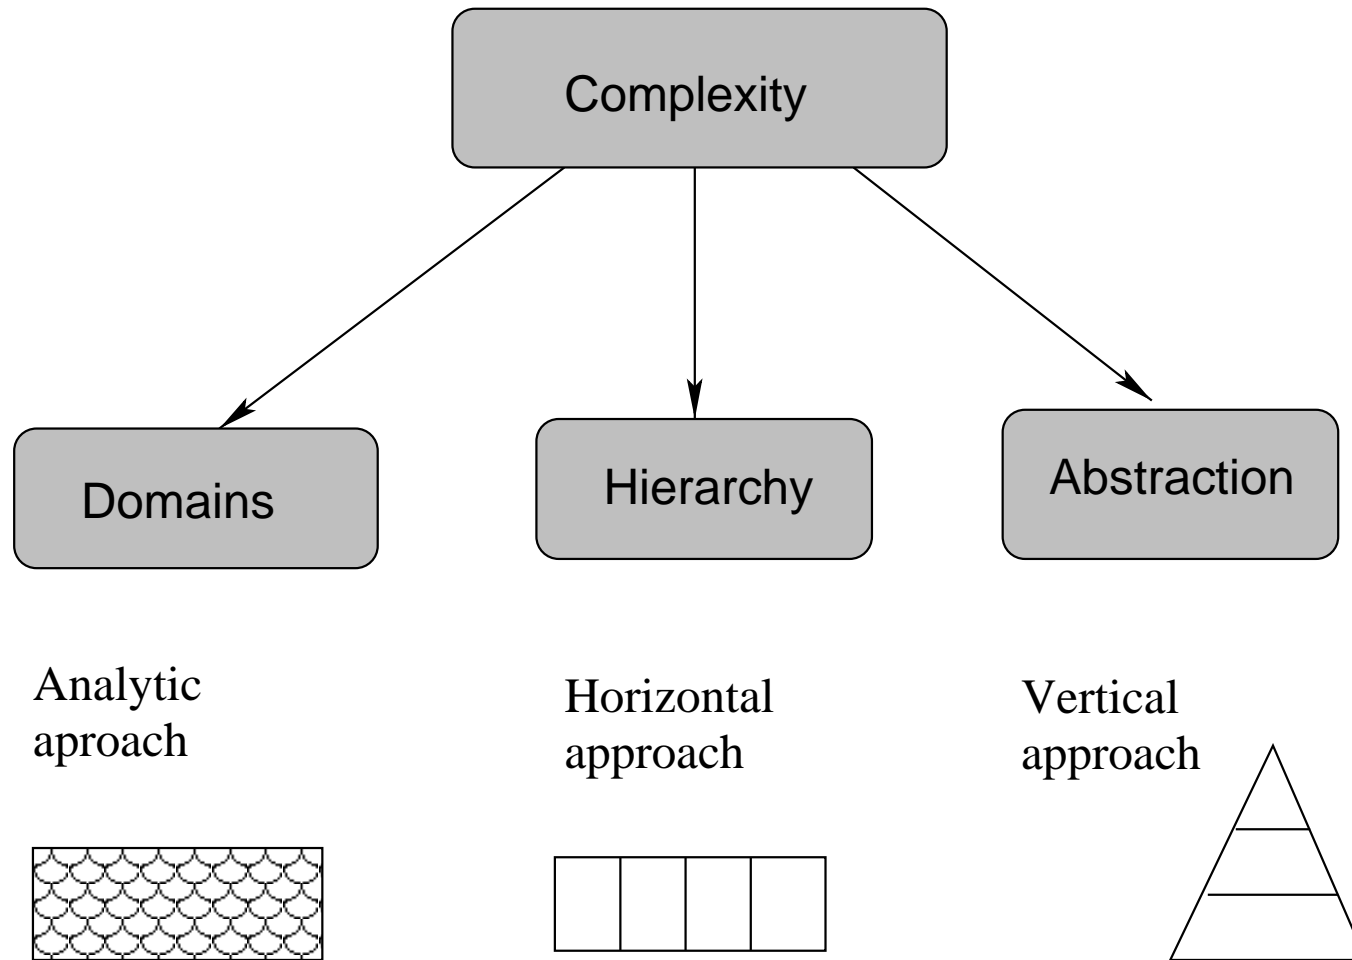 Complexity
Domains
Hierarchy
Abstraction
Analytic
aproach
Horizontal
approach
Vertical
approach